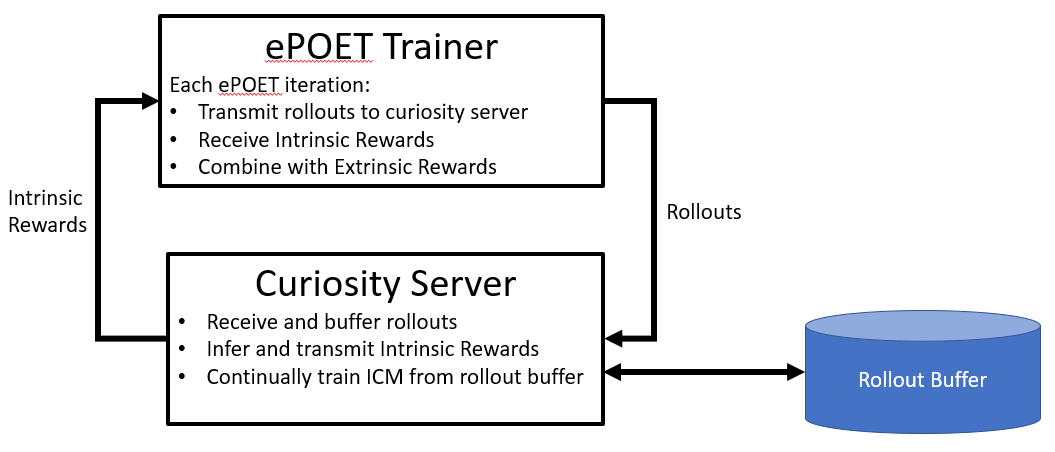 ePOET Trainer
Each ePOET iteration:
• Transmit rollouts to curiosity server
• Receive Intrinsic Rewards
• Combine with Extrinsic Rewards
Intrinsic
Rewards
Rollouts
Curiosity Server
• Receive and buffer rollouts
• Infer and transmit Intrinsic Rewards
• Continually train ICM from rollout buffer
Rollout Buffer